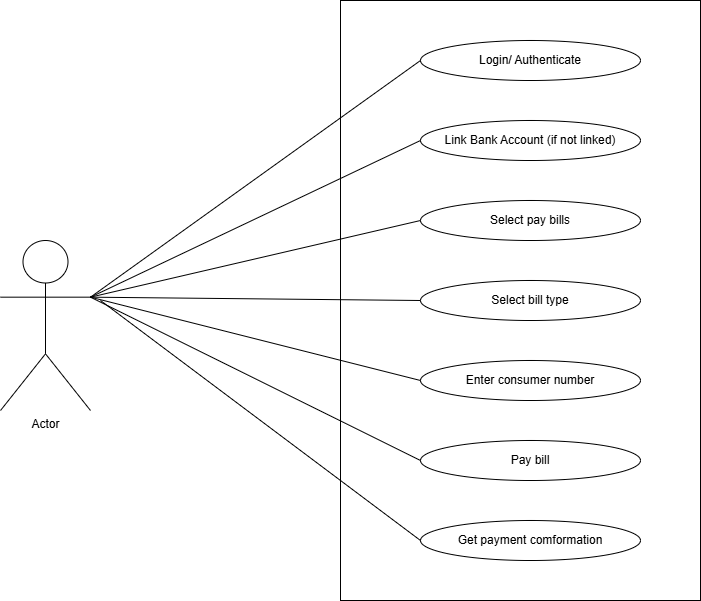 Login/ Authenticate
Link Bank Account (if not linked)
Select pay bills
Select bill type
Enter consumer number
Actor
Pay bill
Get payment comformation